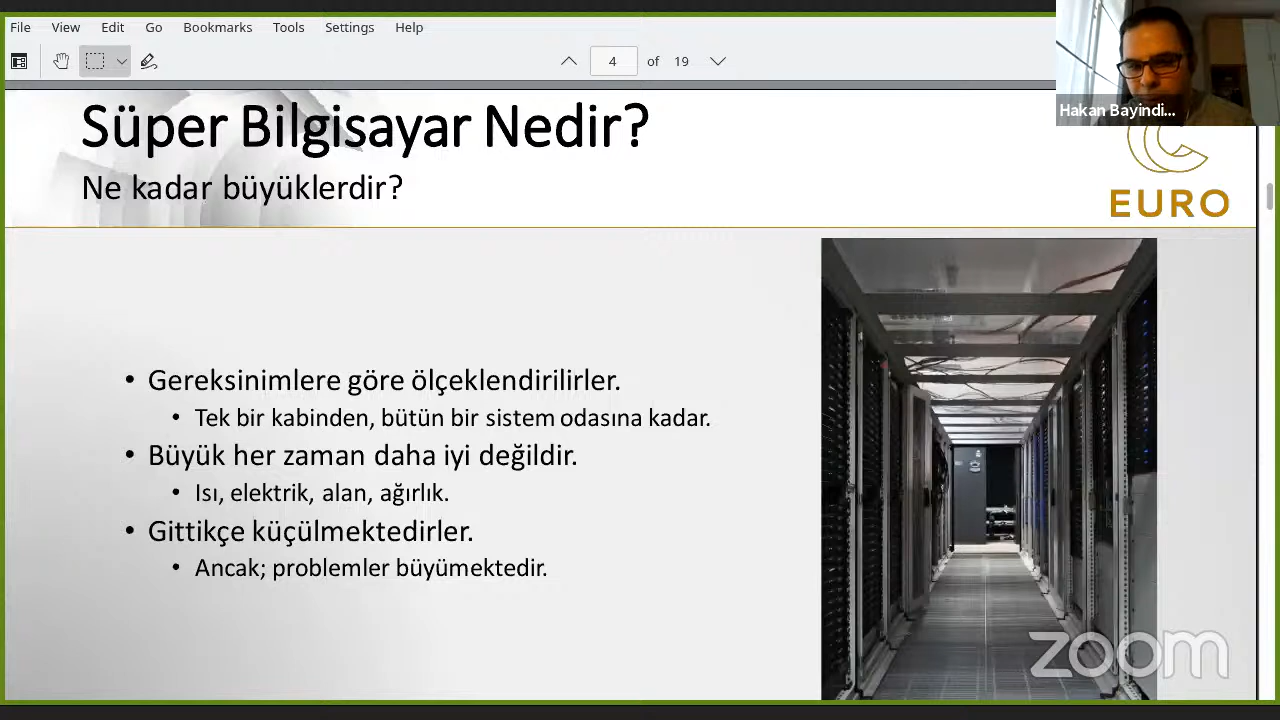 File View Edit Go Bookmarks Tools Settings Help
4 of 19
Hakan Bayindi...
Süper Bilgisayar Nedir?
Ne kadar büyüklerdir?
EURO
• Gereksinimlere göre ölçeklendirilirler.
• Tek bir kabinden, bütün bir sistem odasına kadar.
• Büyük her zaman daha iyi değildir.
• Isı, elektrik, alan, ağırlık.
• Gittikçe küçülmektedirler.
• Ancak; problemler büyümektedir.
zoom